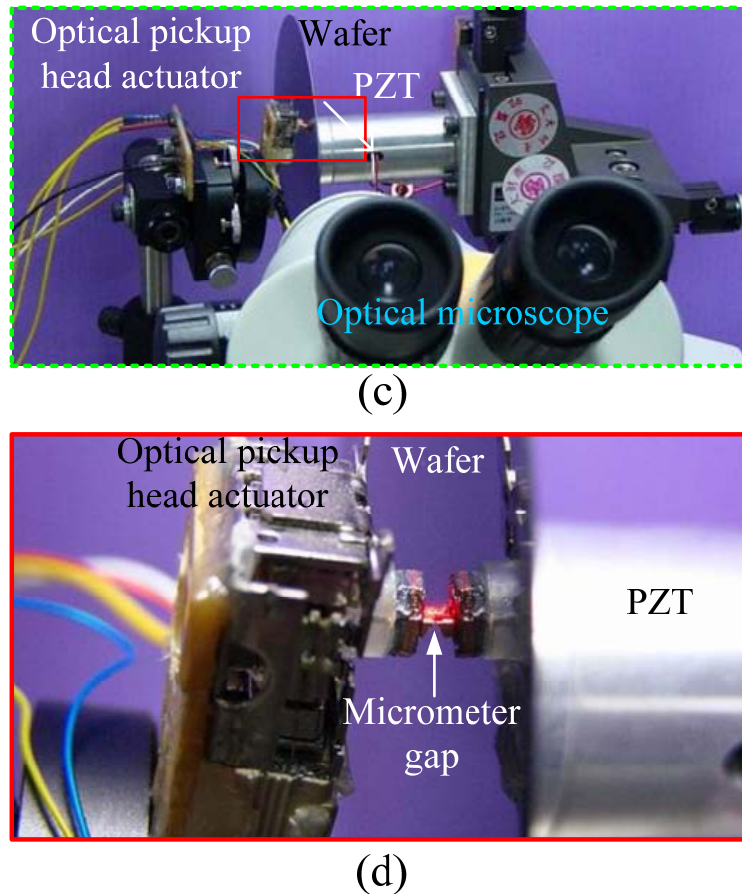 Optical pickup
head actuator
Wafer
PZT
Optical microscope
(c)
Optical pickup
head actuator
Wafer
PZT
Micrometer
gap
(d)